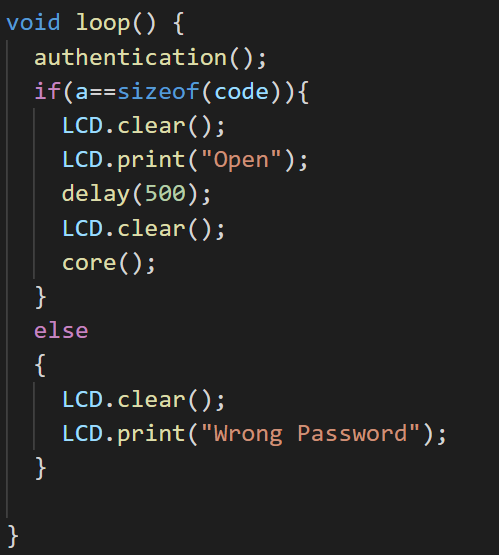 void loop() {
  authentication();
  if(a==sizeof(code)){
    LCD.clear();
    LCD.print("Open");
    delay(500);
    LCD.clear();
    core();
  }
  else
  {
    LCD.clear();
    LCD.print("Wrong Password");
  }
}